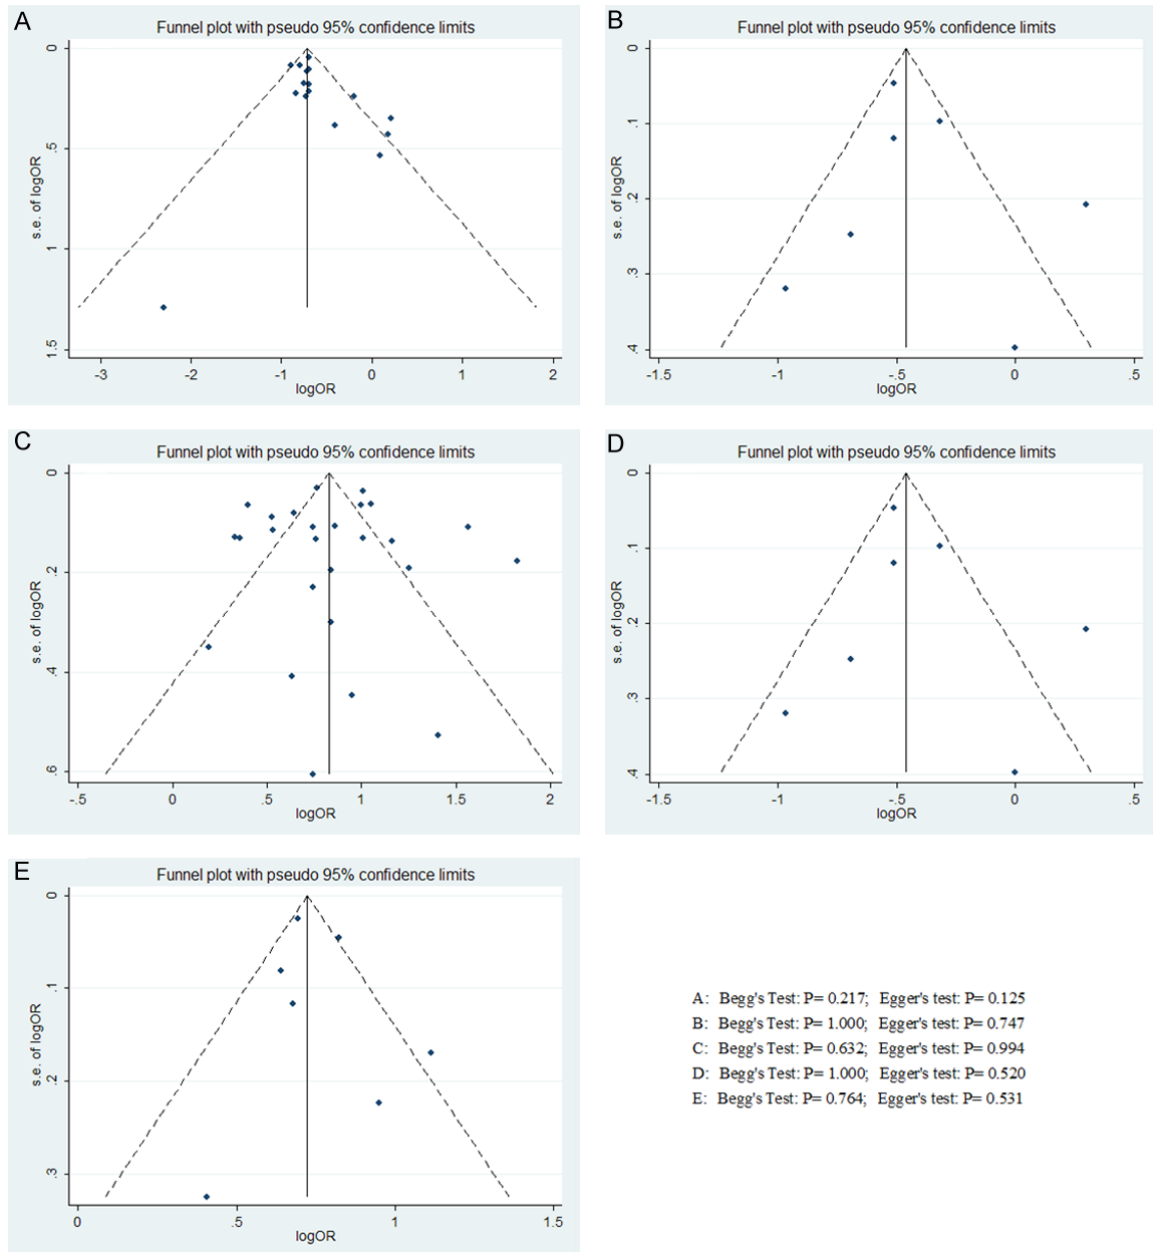 A
Funnel plot with pseudo 95% confidence limits
0
.5
1
1.5
s.e. of logOR
-3
-2
-1
0
1
2
logOR
B
Funnel plot with pseudo 95% confidence limits
0
.1
.2
.3
.4
s.e. of logOR
-1.5
-1
-.5
0
.5
logOR
C
Funnel plot with pseudo 95% confidence limits
0
.2
.4
.6
s.e. of logOR
-.5
0
.5
1
1.5
2
logOR
D
Funnel plot with pseudo 95% confidence limits
0
.1
.2
.3
.4
s.e. of logOR
-1.5
-1
-.5
0
.5
logOR
E
Funnel plot with pseudo 95% confidence limits
0
.1
.2
.3
s.e. of logOR
0
.5
1
1.5
logOR
A: Begg's Test: P= 0.217; Egger's test: P= 0.125
B: Begg's Test: P= 1.000; Egger's test: P= 0.747
C: Begg's Test: P= 0.632; Egger's test: P= 0.994
D: Begg's Test: P= 1.000; Egger's test: P= 0.520
E: Begg's Test: P= 0.764; Egger's test: P= 0.531